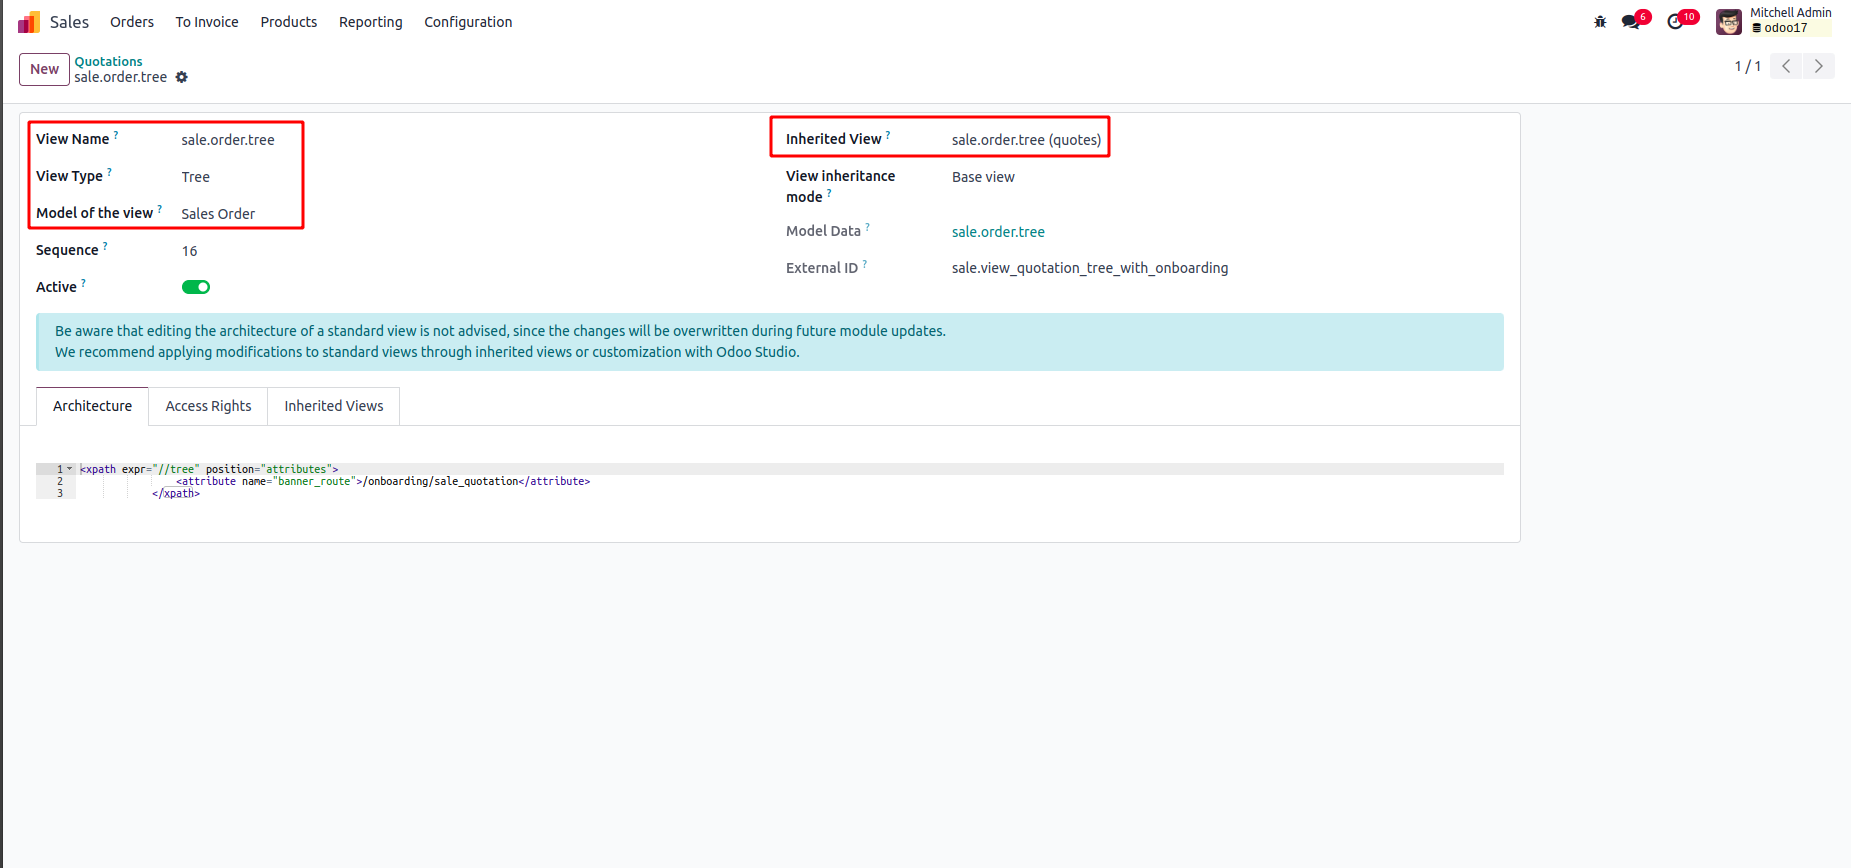 Sales Orders To Invoice Products Reporting Configuration 6 10 Mitchell Admin
odoo17
New Quotations
sale.order.tree
1 / 1
View Name ? sale.order.tree
View Type ? Tree
Model of the view ? Sales Order
Sequence ? 16
Active ?
Inherited View ? sale.order.tree (quotes)
View inheritance
mode ? Base view
Model Data ? sale.order.tree
External ID ? sale.view_quotation_tree_with_onboarding
Be aware that editing the architecture of a standard view is not advised, since the changes will be overwritten during future module updates.
We recommend applying modifications to standard views through inherited views or customization with Odoo Studio.
Architecture Access Rights Inherited Views
1 <xpath expr="//tree" position="attributes">
2 <attribute name="banner_route">/onboarding/sale_quotation</attribute>
3 </xpath>